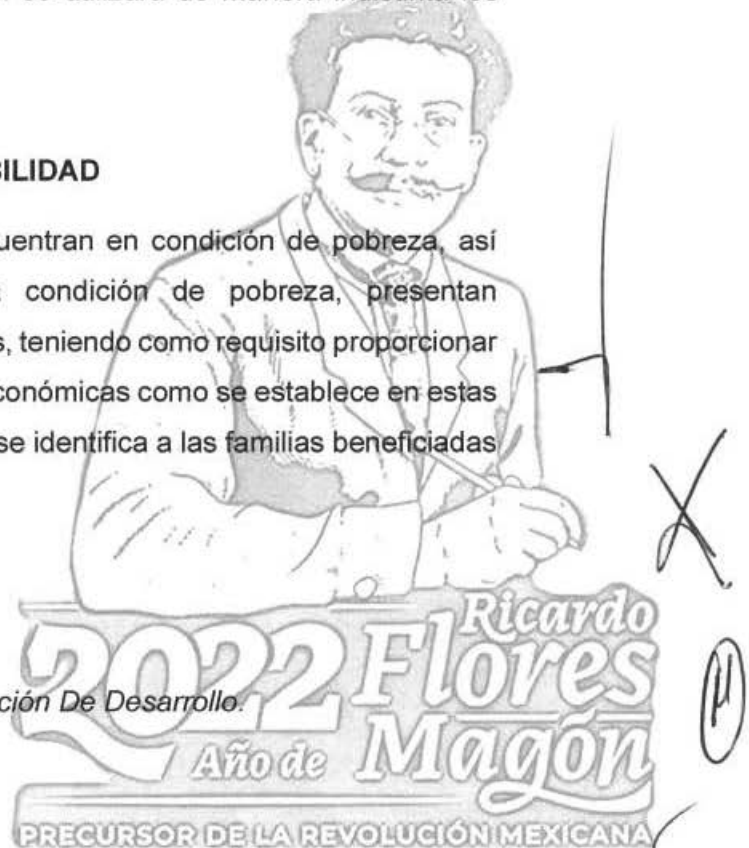 BILIDAD
uentran en condición de pobreza, así
condición de pobreza, presentan
s, teniendo como requisito proporcionar
conómicas como se establece en estas
se identifica a las familias beneficiadas
ción De Desarrollo.
2022 Ricardo
Flores
Año de Magón
PRECURSOR DE LA REVOLUCIÓN MEXICANA